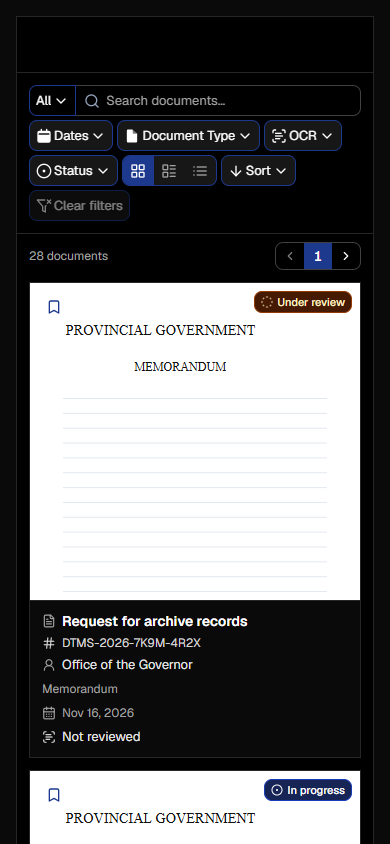 All Search documents...
Dates Document Type OCR
Status Sort
Clear filters
28 documents 1
Under review
PROVINCIAL GOVERNMENT
MEMORANDUM
Request for archive records
# DTMS-2026-7K9M-4R2X
Office of the Governor
Memorandum
Nov 16, 2026
Not reviewed
In progress
PROVINCIAL GOVERNMENT